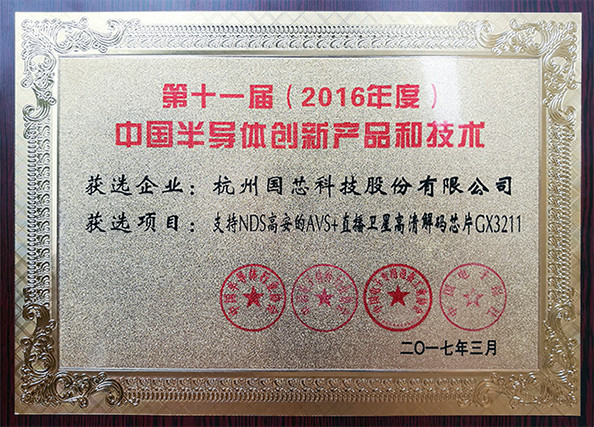 第十一届（2016年度）
中国半导体创新产品和技术
获选企业：杭州国芯科技股份有限公司
获选项目：支持NDS高安的AVS+直播卫星高清解码芯片GX3211
二〇一七年三月